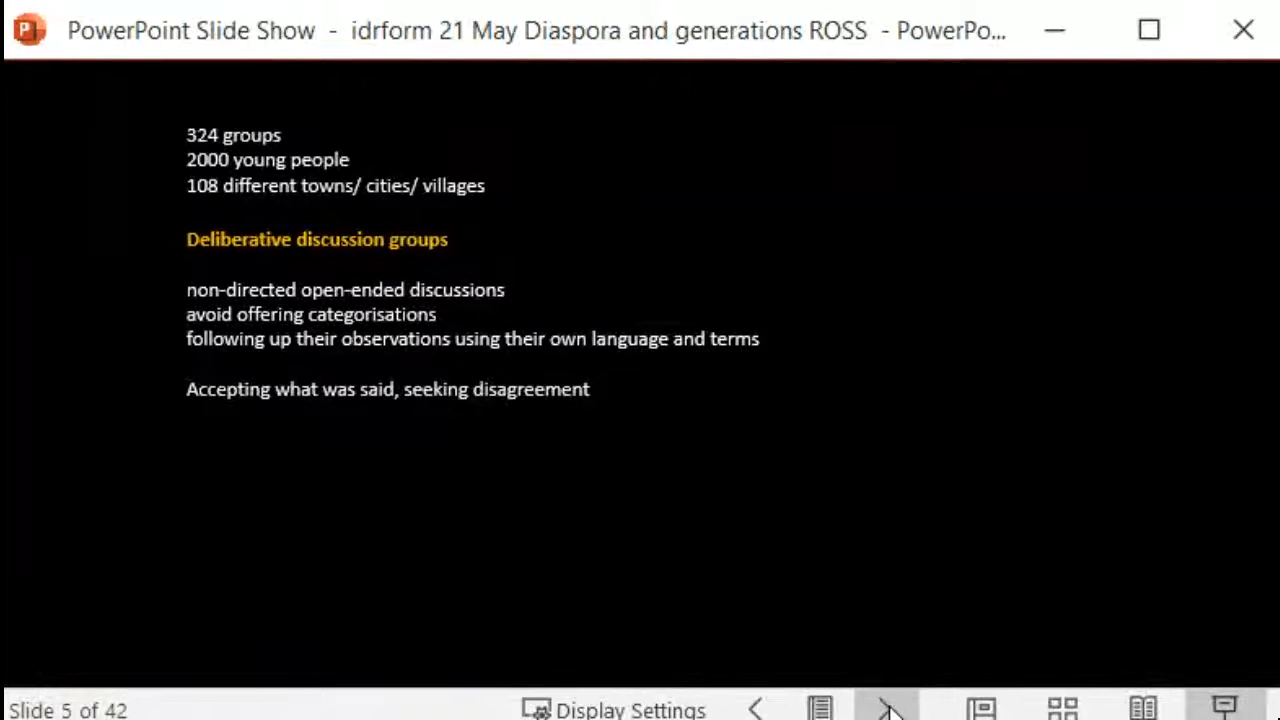 PowerPoint Slide Show - idrform 21 May Diaspora and generations ROSS - PowerPo...
324 groups
2000 young people
108 different towns/ cities/ villages
Deliberative discussion groups
non-directed open-ended discussions
avoid offering categorisations
following up their observations using their own language and terms
Accepting what was said, seeking disagreement
Slide 5 of 42
Display Settings